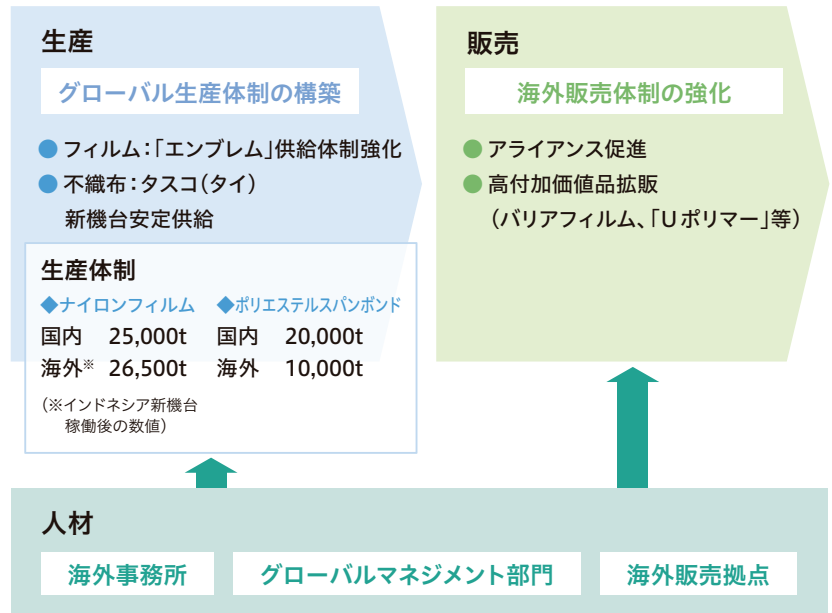 生産
グローバル生産体制の構築
● フィルム：「エンブレム」供給体制強化
● 不織布：タスコ（タイ）
新機台安定供給
生産体制
◆ナイロンフィルム
国内 25,000t
海外※ 26,500t
（※インドネシア新機台
稼働後の数値）
◆ポリエステルスパンボンド
国内 20,000t
海外 10,000t
販売
海外販売体制の強化
● アライアンス促進
● 高付加価値品拡販
（バリアフィルム、「Uポリマー」等）
人材
海外事務所
グローバルマネジメント部門
海外販売拠点